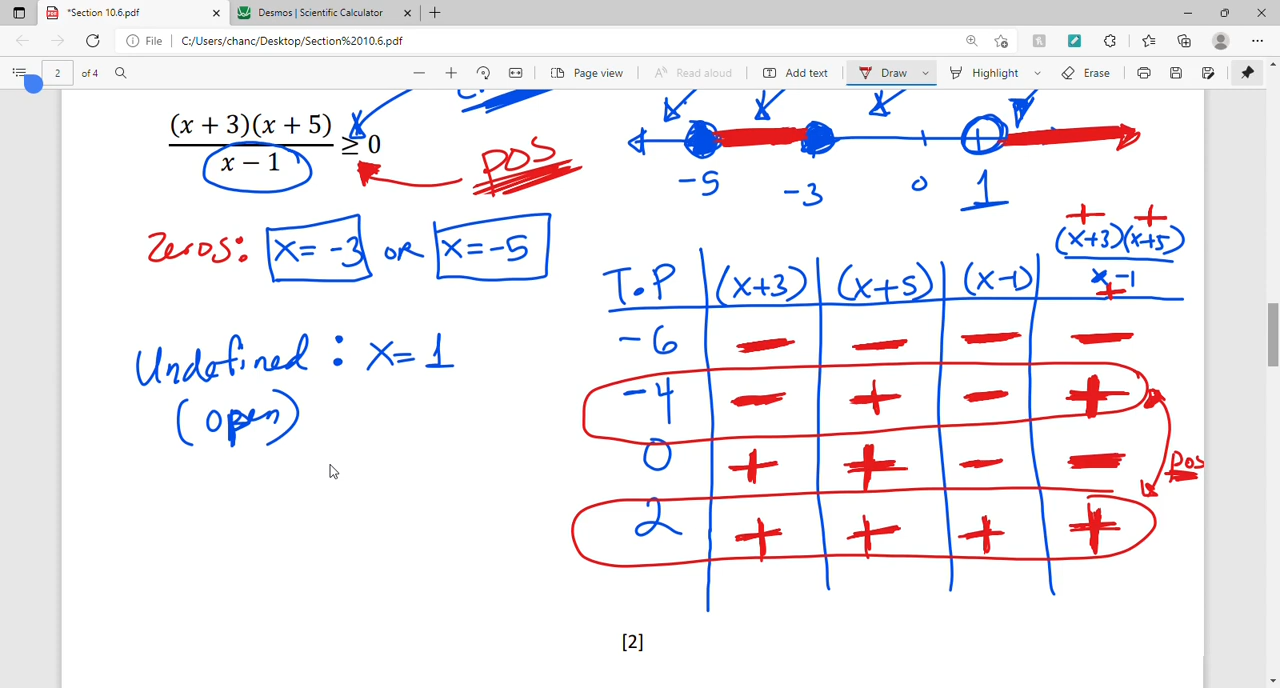 *Section 10.6.pdf
Desmos | Scientific Calculator
File | C:/Users/chanc/Desktop/Section%2010.6.pdf
2 of 4
Page view
Read aloud
Add text
Draw
Highlight
Erase
(x + 3)(x + 5)
x − 1
≥ 0
POS
-5 -3 0 1
Zeros: x = -3 OR x = -5
Undefined: x = 1
(open)
(x+3)(x+5)
x-1
+ +
+
T.P (x+3) (x+5) (x-1)
-6 − − − −
-4 − + − +
0 + + − −
2 + + + +
Pos
[2]